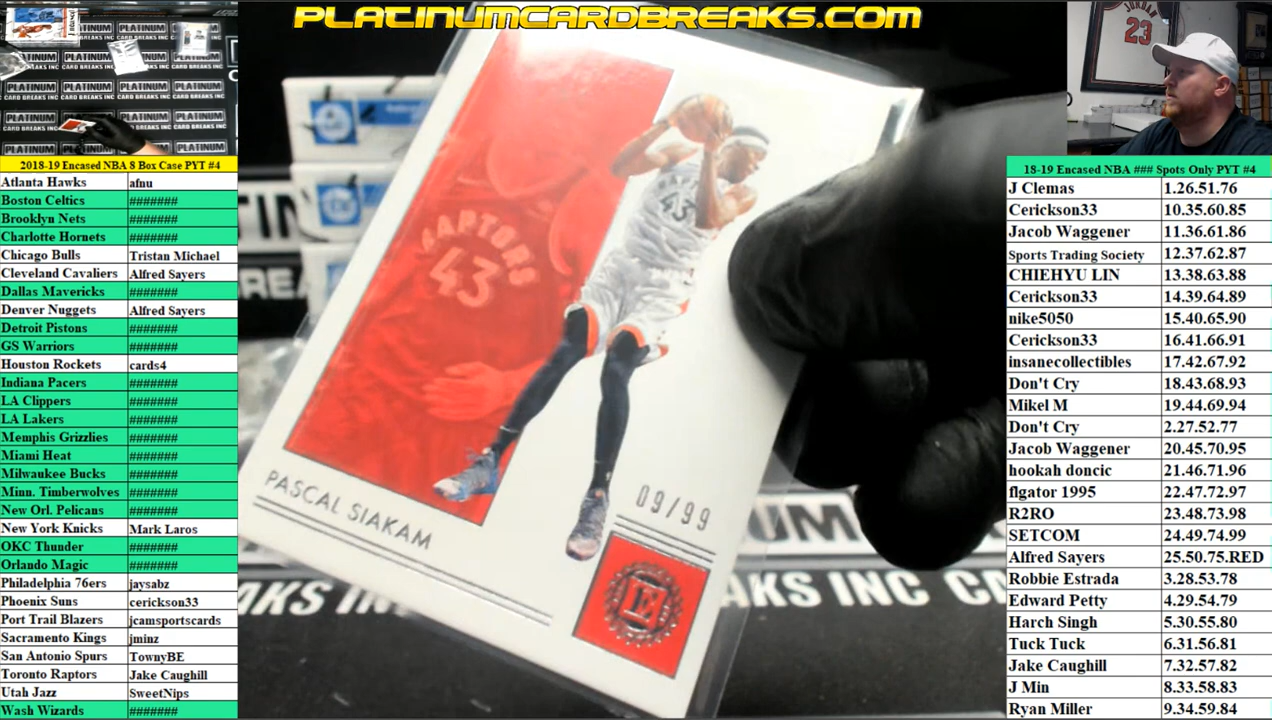 PLATINUMCARDBREAKS.COM
PLATINUM
CARD BREAKS INC
JORDAN
23
2018-19 Encased NBA 8 Box Case PYT #4
Atlanta Hawks afnu
Boston Celtics #######
Brooklyn Nets #######
Charlotte Hornets #######
Chicago Bulls Tristan Michael
Cleveland Cavaliers Alfred Sayers
Dallas Mavericks #######
Denver Nuggets Alfred Sayers
Detroit Pistons #######
GS Warriors #######
Houston Rockets cards4
Indiana Pacers #######
LA Clippers #######
LA Lakers #######
Memphis Grizzlies #######
Miami Heat #######
Milwaukee Bucks #######
Minn. Timberwolves #######
New Orl. Pelicans #######
New York Knicks Mark Laros
OKC Thunder #######
Orlando Magic #######
Philadelphia 76ers jaysabz
Phoenix Suns cerickson33
Port Trail Blazers jcamsportscards
Sacramento Kings jminz
San Antonio Spurs TownyBE
Toronto Raptors Jake Caughill
Utah Jazz SweetNips
Wash Wizards #######
RAPTORS
43
43
PASCAL SIAKAM
09/99
E
AKS INC CA
18-19 Encased NBA ### Spots Only PYT #4
J Clemas 1.26.51.76
Cerickson33 10.35.60.85
Jacob Waggener 11.36.61.86
Sports Trading Society 12.37.62.87
CHIEHYU LIN 13.38.63.88
Cerickson33 14.39.64.89
nike5050 15.40.65.90
Cerickson33 16.41.66.91
insanecollectibles 17.42.67.92
Don't Cry 18.43.68.93
Mikel M 19.44.69.94
Don't Cry 2.27.52.77
Jacob Waggener 20.45.70.95
hookah doncic 21.46.71.96
flgator 1995 22.47.72.97
R2RO 23.48.73.98
SETCOM 24.49.74.99
Alfred Sayers 25.50.75.RED
Robbie Estrada 3.28.53.78
Edward Petty 4.29.54.79
Harch Singh 5.30.55.80
Tuck Tuck 6.31.56.81
Jake Caughill 7.32.57.82
J Min 8.33.58.83
Ryan Miller 9.34.59.84